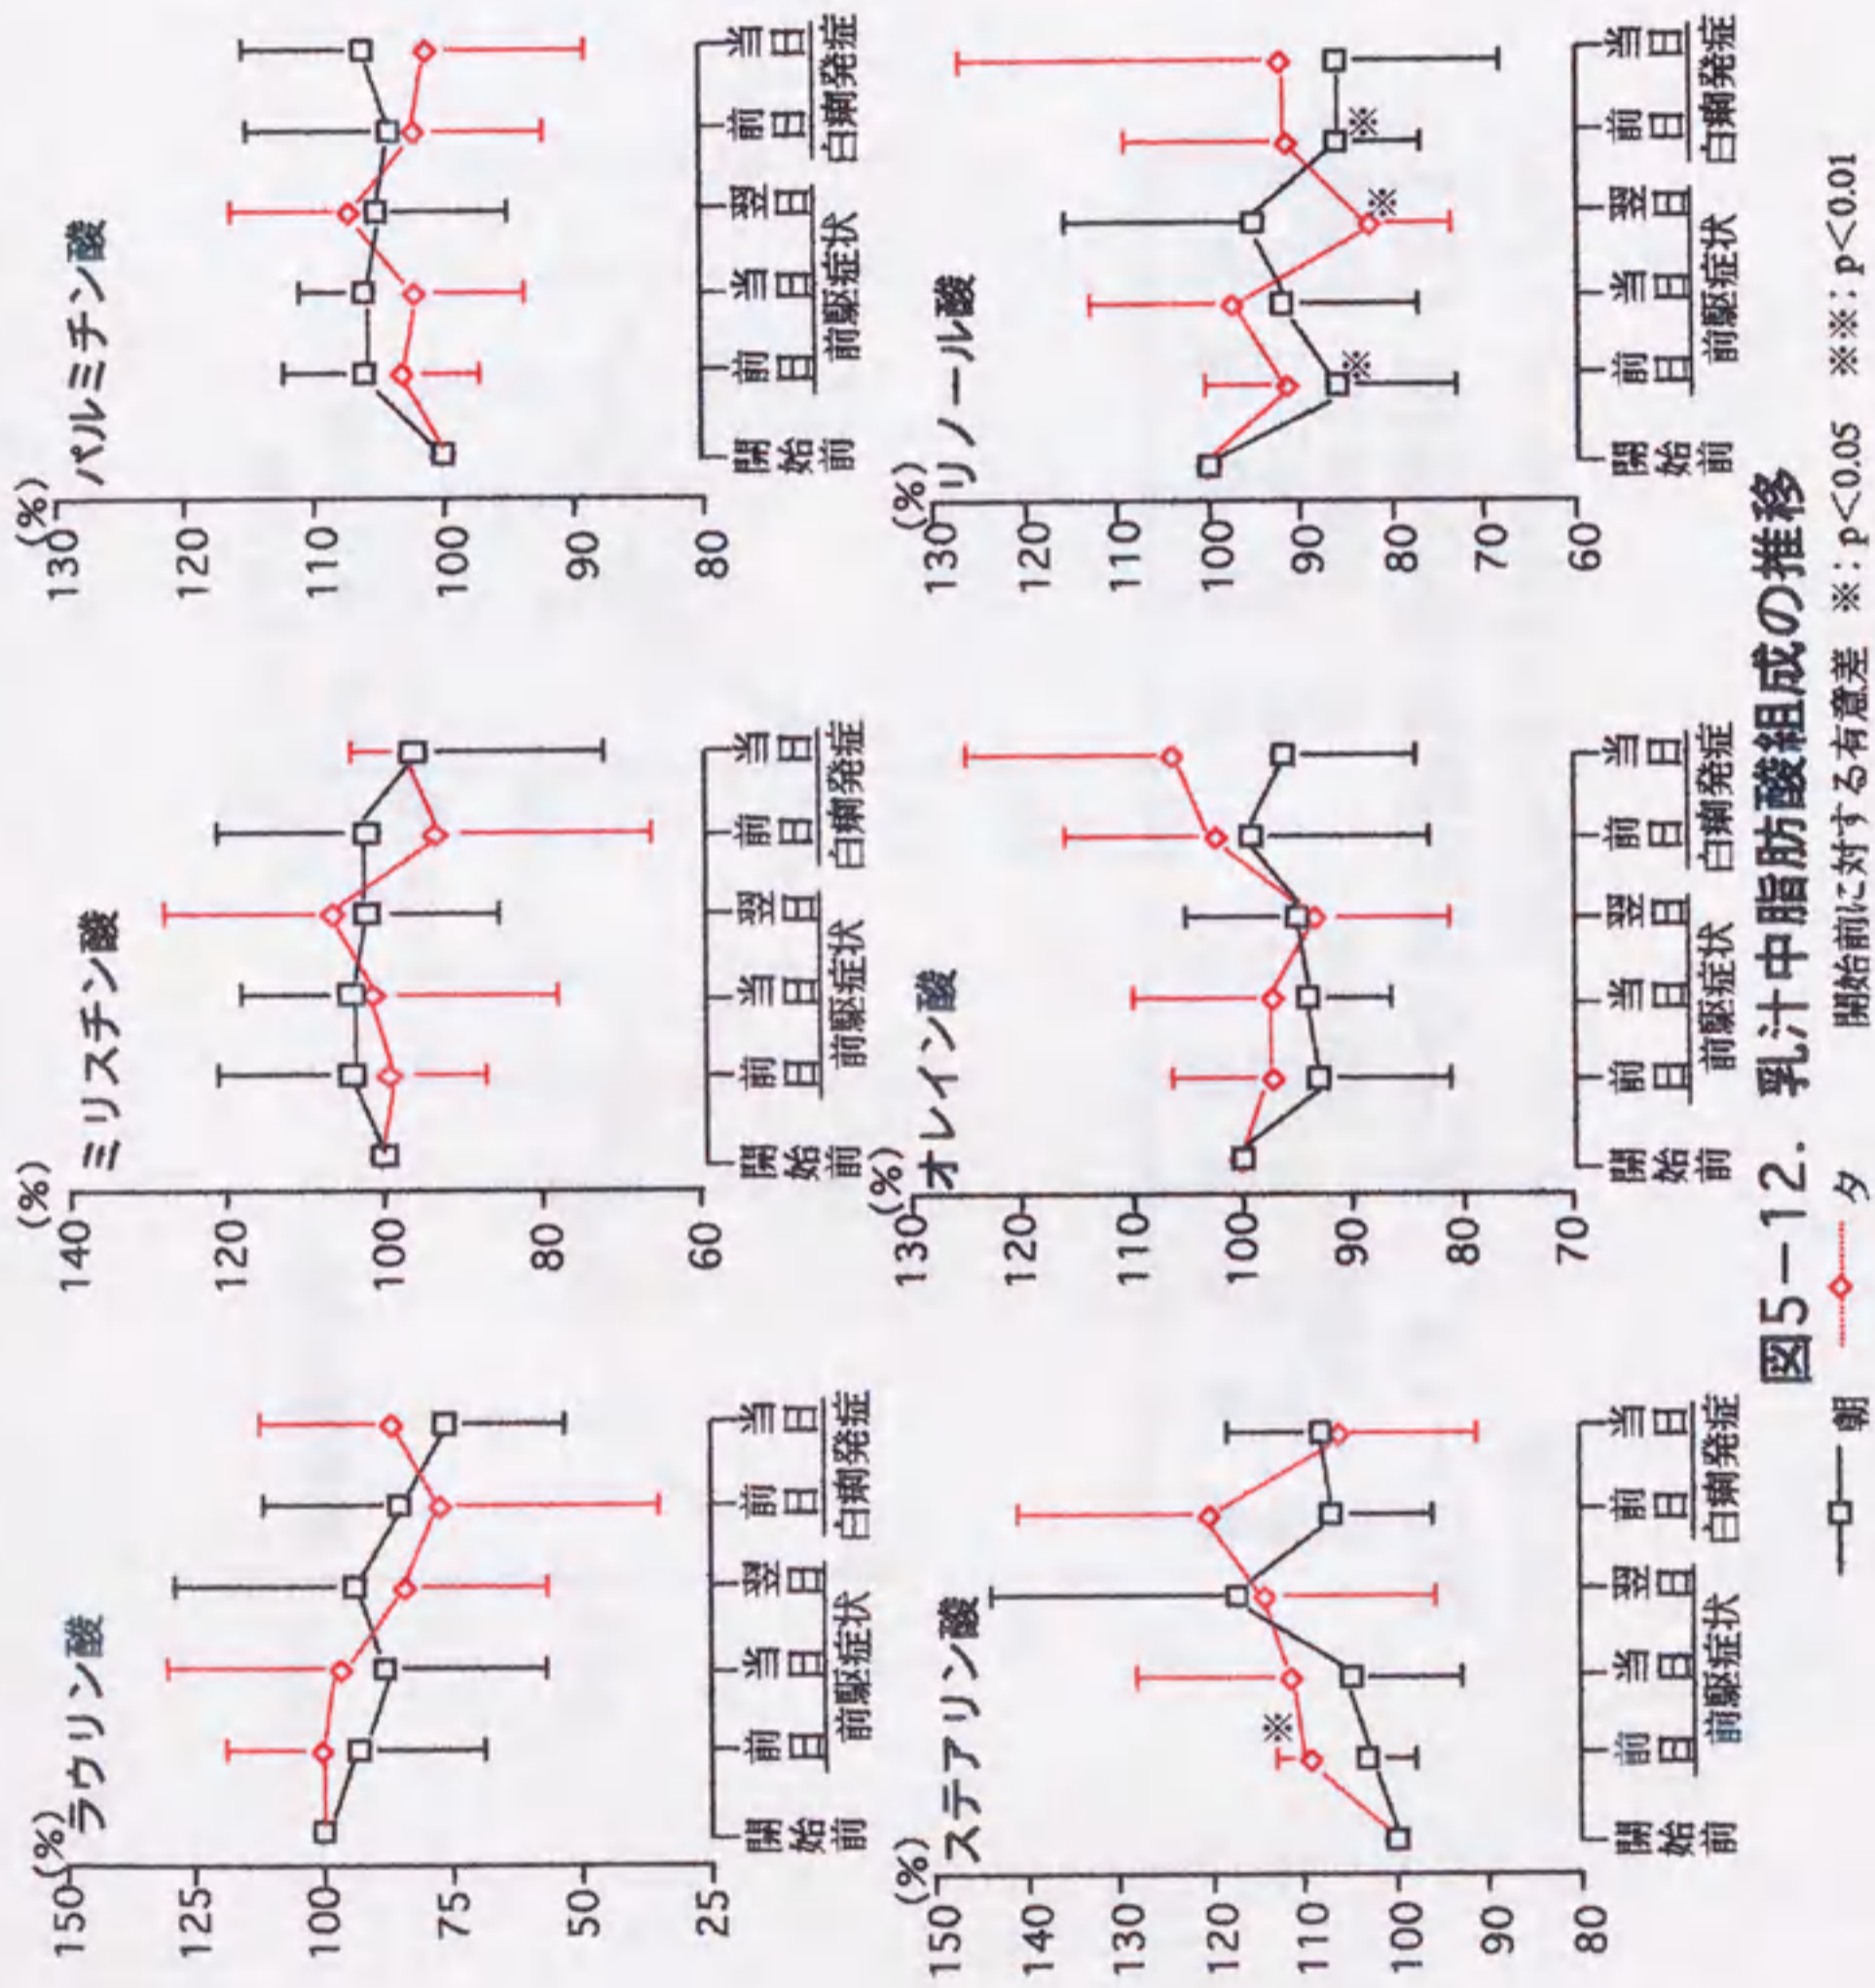 (%)
ラウリン酸
150
125
100
75
50
25
開始前
前日
当日
翌日
前日
当日
前駆症状
白痢発症
(%)
ミリスチン酸
140
120
100
80
60
開始前
前日
当日
翌日
前日
当日
前駆症状
白痢発症
(%)
パルミチン酸
130
120
110
100
90
80
開始前
前日
当日
翌日
前日
当日
前駆症状
白痢発症
(%)
ステアリン酸
150
140
130
120
110
100
90
80
※
開始前
前日
当日
翌日
前日
当日
前駆症状
白痢発症
(%)
オレイン酸
130
120
110
100
90
80
70
開始前
前日
当日
翌日
前日
当日
前駆症状
白痢発症
(%)
リノール酸
130
120
110
100
90
80
70
60
※
※
※
開始前
前日
当日
翌日
前日
当日
前駆症状
白痢発症
図5－12. 乳汁中脂肪酸組成の推移
朝 夕 開始前に対する有意差 ※：p<0.05 ※※：p<0.01